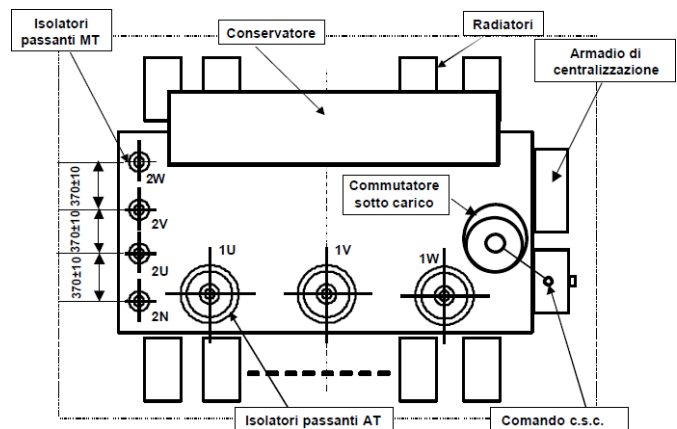 Isolatori
passanti MT
Conservatore
Radiatori
Armadio di
centralizzazione
370±10
370±10
370±10
2W
2V
2U
2N
Commutatore
sotto carico
1U
1V
1W
Isolatori passanti AT
Comando c.s.c.